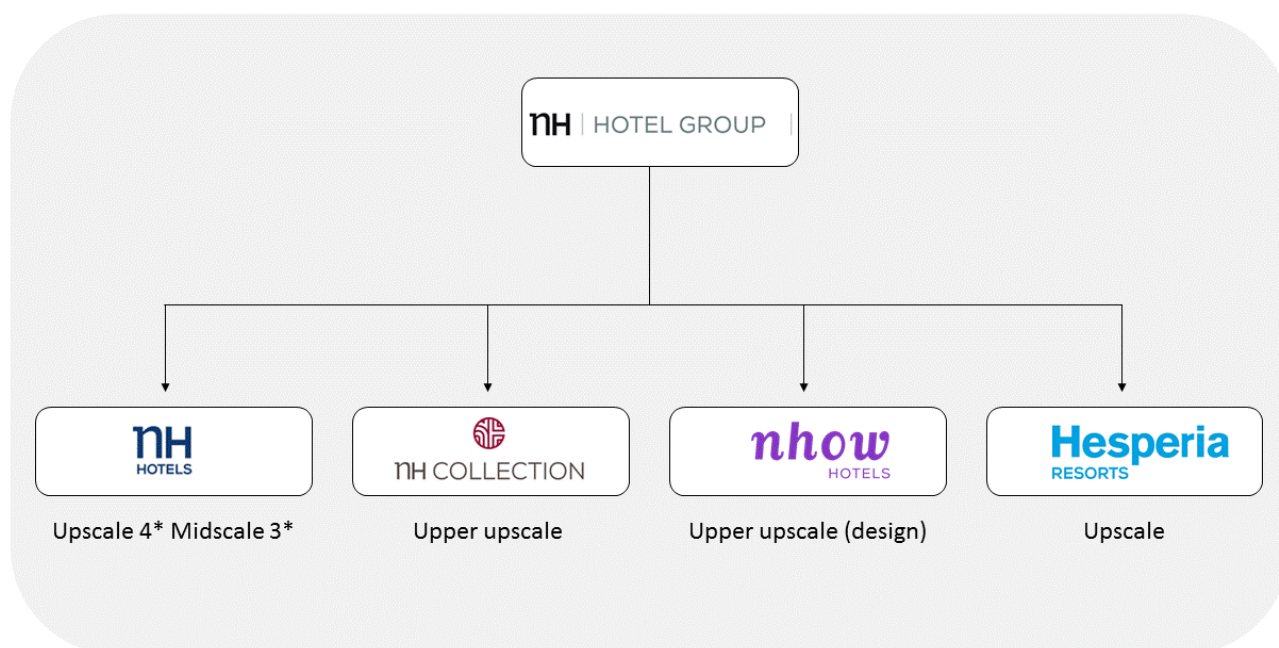 nH | HOTEL GROUP |
nH
HOTELS
nH COLLECTION
nhow
HOTELS
Hesperia
RESORTS
Upscale 4* Midscale 3*
Upper upscale
Upper upscale (design)
Upscale